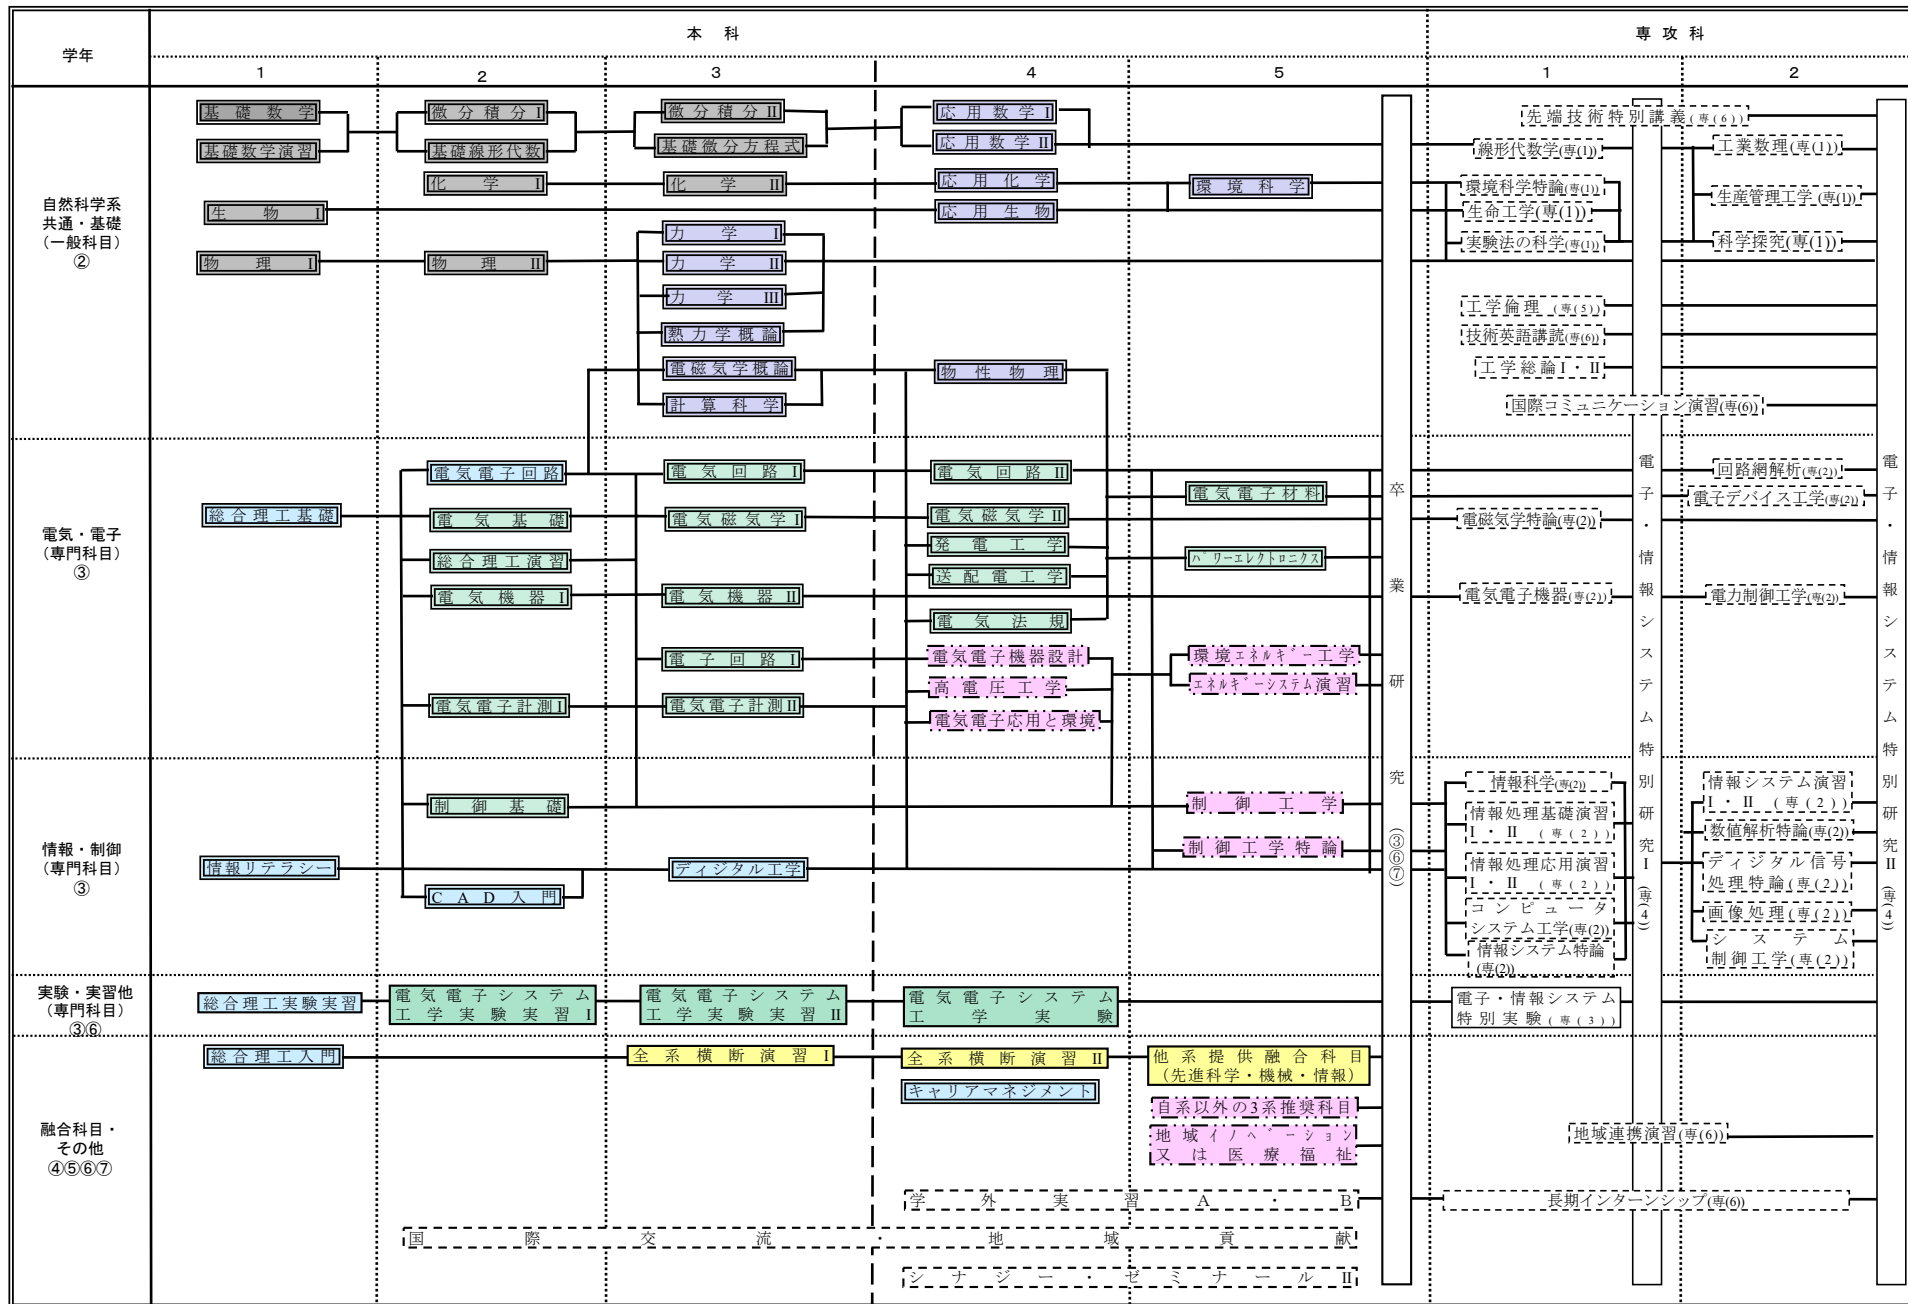 学年
本 科
専 攻 科
1
2
3
4
5
1
2
自然科学系
共通・基礎
(一般科目)
②
基礎数学
微分積分Ⅰ
微分積分Ⅱ
応用数学Ⅰ
先端技術特別講義(専(6))
基礎数学演習
基礎線形代数
基礎微分方程式
応用数学Ⅱ
線形代数学(専(1))
工業数理(専(1))
化学Ⅰ
化学Ⅱ
応用化学
環境科学
環境科学特論(専(1))
生産管理工学(専(1))
生物Ⅰ
応用生物
生命工学(専(1))
力学Ⅰ
実験法の科学(専(1))
科学探究(専(1))
物理Ⅰ
物理Ⅱ
力学Ⅱ
力学Ⅲ
工学倫理(専(5))
熱力学概論
技術英語講読(専(6))
電磁気学概論
物性物理
工学総論Ⅰ・Ⅱ
計算科学
国際コミュニケーション演習(専(6))
電気・電子
(専門科目)
③
電気電子回路
電気回路Ⅰ
電気回路Ⅱ
回路網解析(専(2))
電気電子材料
電子デバイス工学(専(2))
総合理工基礎
電気基礎
電気磁気学Ⅰ
電気磁気学Ⅱ
電磁気学特論(専(2))
発電工学
総合理工演習
パワーエレクトロニクス
送配電工学
電気機器Ⅰ
電気機器Ⅱ
電気電子機器(専(2))
電力制御工学(専(2))
電気法規
電子回路Ⅰ
電気電子機器設計
環境エネルギー工学
高電圧工学
エネルギーシステム演習
電気電子計測Ⅰ
電気電子計測Ⅱ
電気電子応用と環境
卒業研究(③⑥⑦)
電子・情報システム特別研究Ⅰ(専(4))
電子・情報システム特別研究Ⅱ(専(4))
情報・制御
(専門科目)
③
制御基礎
制御工学
情報科学(専(2))
情報システム演習
Ⅰ・Ⅱ(専(2))
情報処理基礎演習
Ⅰ・Ⅱ(専(2))
数値解析特論(専(2))
制御工学特論
情報リテラシー
ディジタル工学
情報処理応用演習
Ⅰ・Ⅱ(専(2))
ディジタル信号
処理特論(専(2))
CAD入門
コンピュータ
システム工学(専(2))
画像処理(専(2))
情報システム特論
(専(2))
システム
制御工学(専(2))
実験・実習他
(専門科目)
③⑥
総合理工実験実習
電気電子システム
工学実験実習Ⅰ
電気電子システム
工学実験実習Ⅱ
電気電子システム
工学実験
電子・情報システム
特別実験(専(3))
融合科目・
その他
④⑤⑥⑦
総合理工入門
全系横断演習Ⅰ
全系横断演習Ⅱ
他系提供融合科目
(先進科学・機械・情報)
キャリアマネジメント
自系以外の3系推奨科目
地域イノベーション
又は医療福祉
地域連携演習(専(6))
学外実習A・B
長期インターンシップ(専(6))
国際交流・地域貢献
シナジー・ゼミナールⅡ